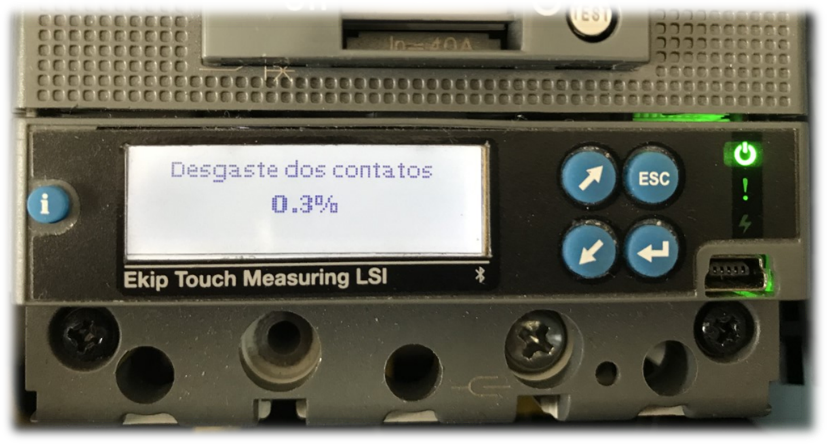 TEST
In=40A
Desgaste dos contatos
0.3%
i
ESC
Ekip Touch Measuring LSI